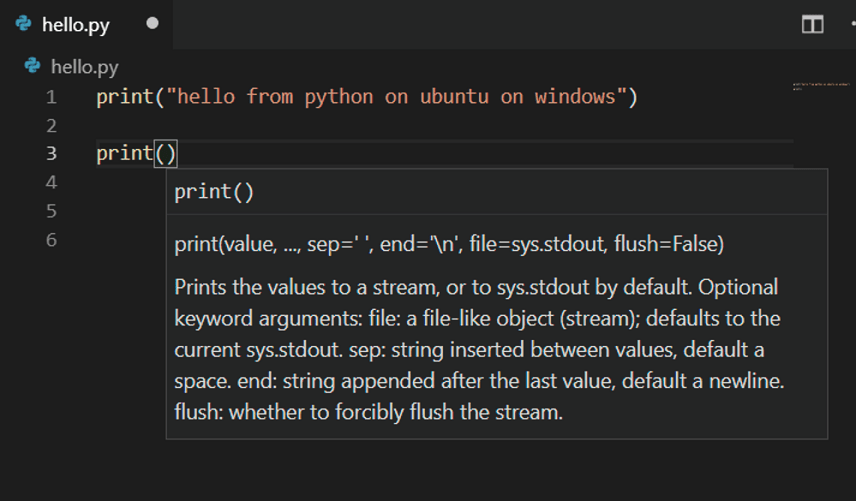 hello.py
hello.py
1 print("hello from python on ubuntu on windows")
2
3 print()
4
5
6
print()
print(value, ..., sep=' ', end='\n', file=sys.stdout, flush=False)
Prints the values to a stream, or to sys.stdout by default. Optional
keyword arguments: file: a file-like object (stream); defaults to the
current sys.stdout. sep: string inserted between values, default a
space. end: string appended after the last value, default a newline.
flush: whether to forcibly flush the stream.